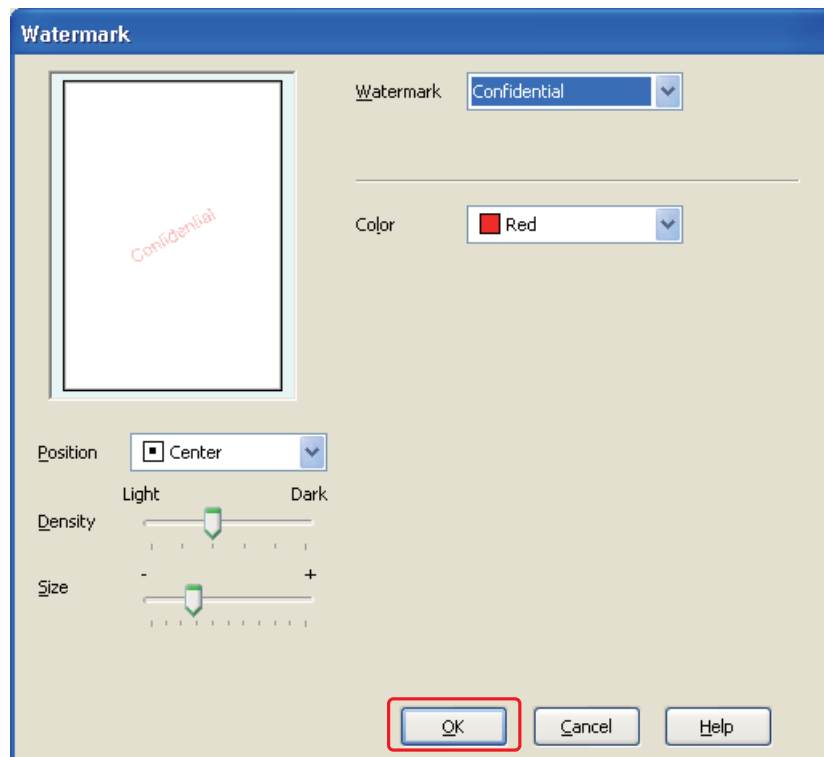 Watermark
Watermark Confidential
Confidential
Color Red
Position Center
Light Dark
Density
- +
Size
OK Cancel Help